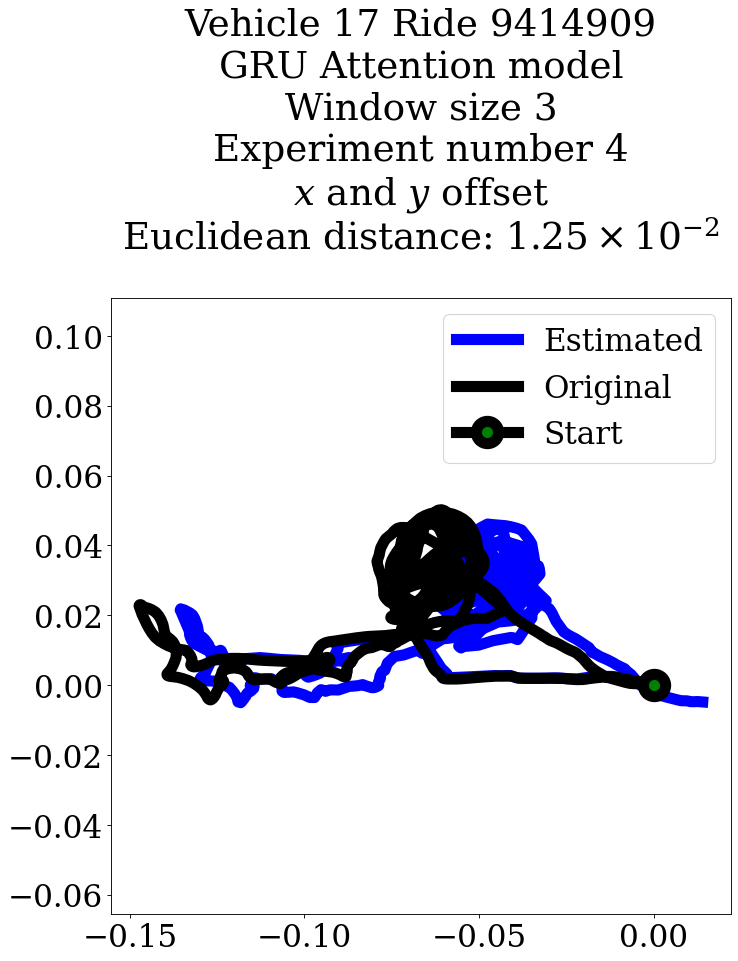 Vehicle 17 Ride 9414909
GRU Attention model
Window size 3
Experiment number 4
x and y offset
Euclidean distance: 1.25 × 10⁻²
Estimated
Original
Start
0.10
0.08
0.06
0.04
0.02
0.00
−0.02
−0.04
−0.06
−0.15
−0.10
−0.05
0.00